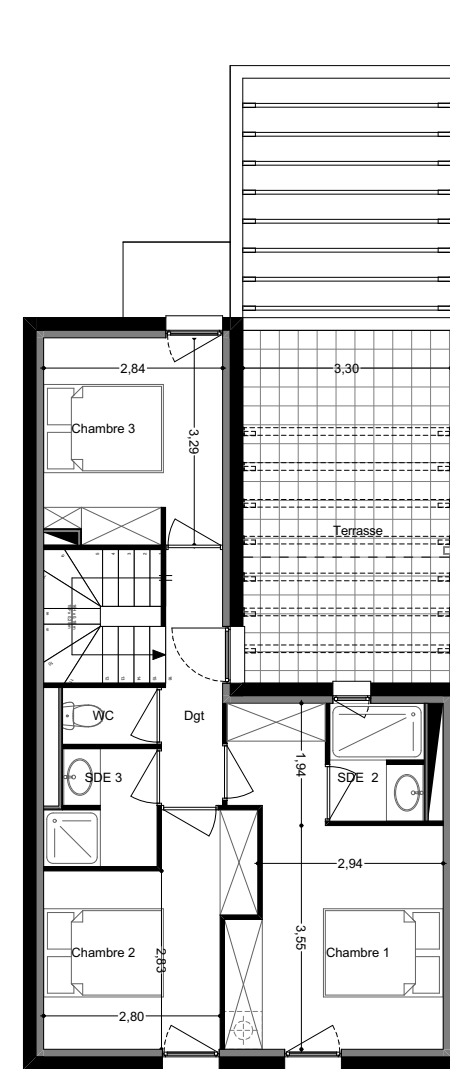 2,84
3,30
Chambre 3
3,29
Terrasse
WC
Dgt
SDE 3
1,94
SDE 2
2,94
Chambre 2
2,83
3,55
Chambre 1
2,80